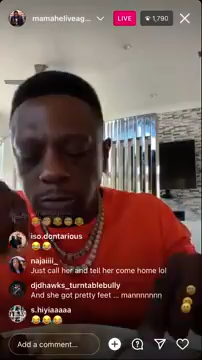 mamaheliveag...
LIVE
1,790
😂😂😂😂😂
iso.dontarious
😂😂
najaiiii_
Just call her and tell her come home lol
djdhawks_turntablebully
And she got pretty feet ... mannnnnnn
s.hiyiaaaaa
😂😂😂
Add a comment...